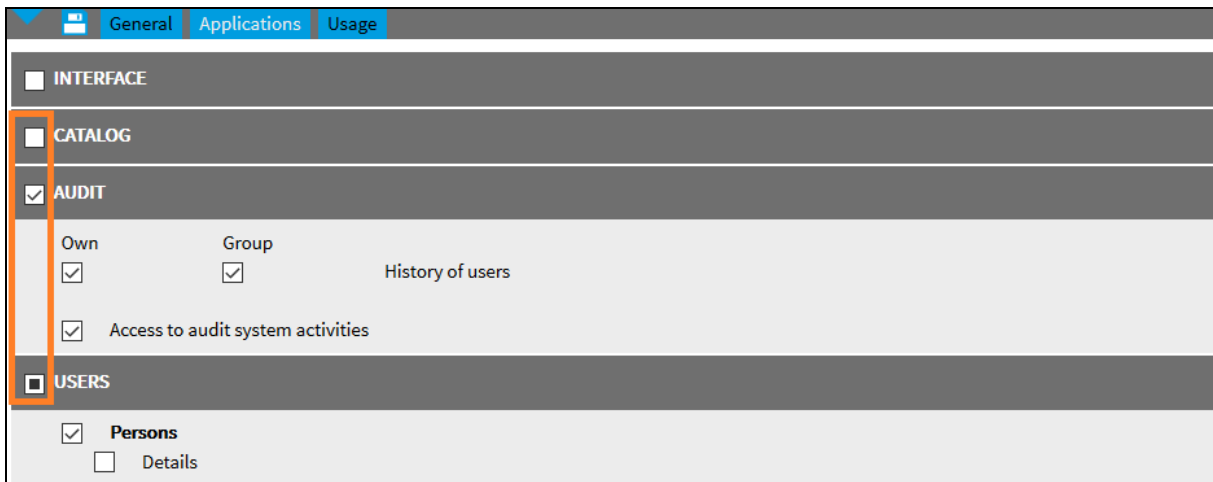 General Applications Usage
INTERFACE
CATALOG
AUDIT
Own Group
History of users
Access to audit system activities
USERS
Persons
Details